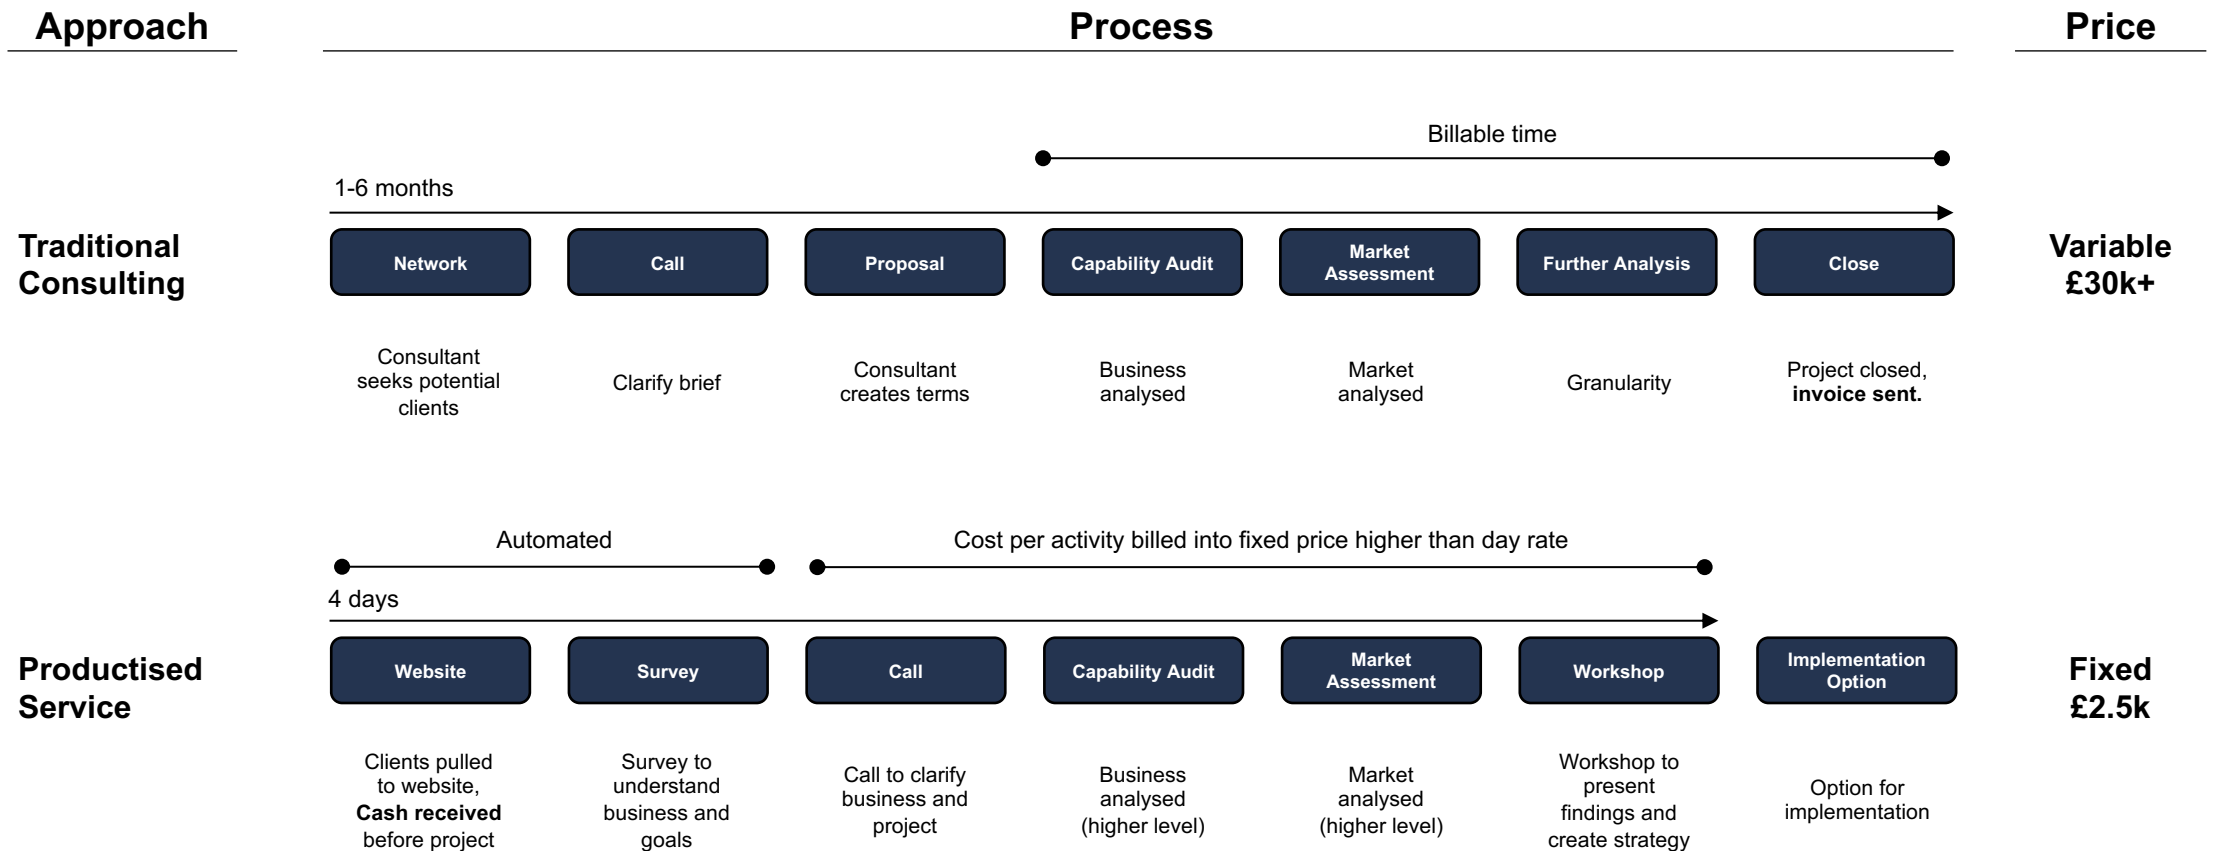 Approach
Process
Price
Billable time
1-6 months
Traditional
Consulting
Network
Call
Proposal
Capability Audit
Market
Assessment
Further Analysis
Close
Variable
£30k+
Consultant
seeks potential
clients
Clarify brief
Consultant
creates terms
Business
analysed
Market
analysed
Granularity
Project closed,
invoice sent.
Automated
Cost per activity billed into fixed price higher than day rate
4 days
Productised
Service
Website
Survey
Call
Capability Audit
Market
Assessment
Workshop
Implementation
Option
Fixed
£2.5k
Clients pulled
to website,
Cash received
before project
Survey to
understand
business and
goals
Call to clarify
business and
project
Business
analysed
(higher level)
Market
analysed
(higher level)
Workshop to
present
findings and
create strategy
Option for
implementation